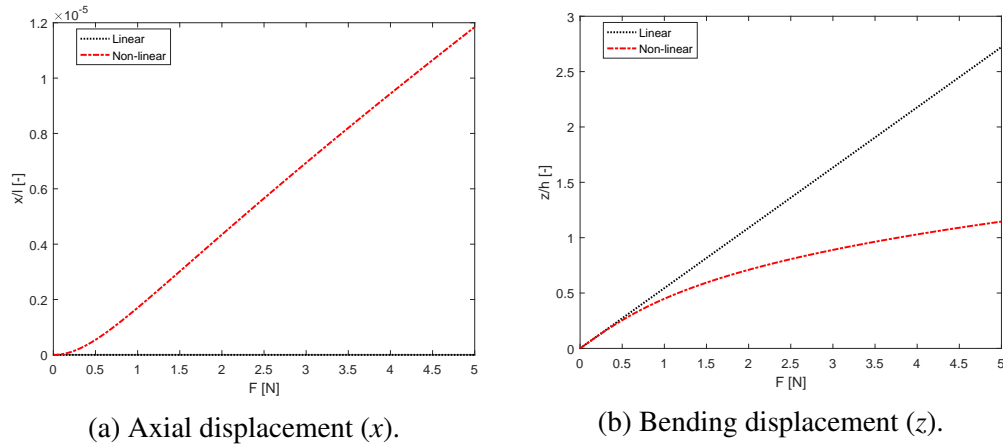 ×10^-5
1.2
1
0.8
0.6
0.4
0.2
0
x/l [-]
Linear
Non-linear
0 0.5 1 1.5 2 2.5 3 3.5 4 4.5 5
F [N]
(a) Axial displacement (x).
3
2.5
2
1.5
1
0.5
0
z/h [-]
Linear
Non-linear
0 0.5 1 1.5 2 2.5 3 3.5 4 4.5 5
F [N]
(b) Bending displacement (z).